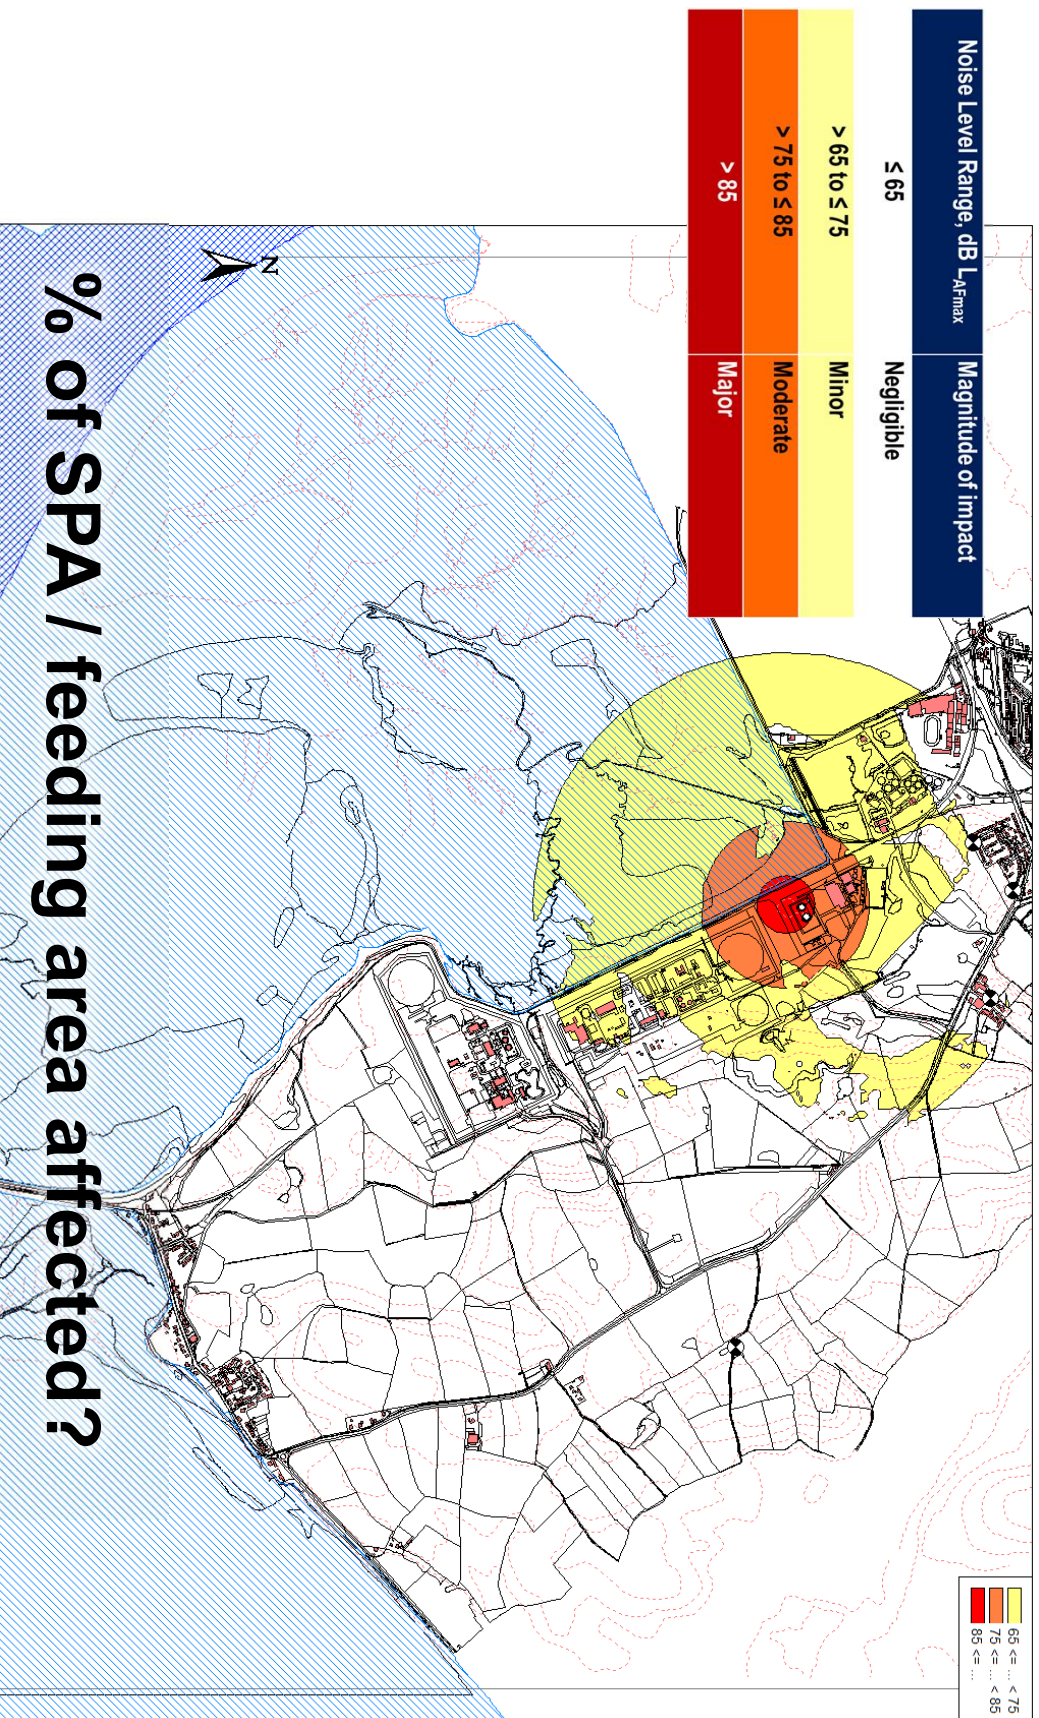 Noise Level Range, dB LAFmax Magnitude of impact
≤ 65 Negligible
> 65 to ≤ 75 Minor
> 75 to ≤ 85 Moderate
> 85 Major
N
% of SPA / feeding area affected?
65 <= ... < 75
75 <= ... < 85
85 <= ...